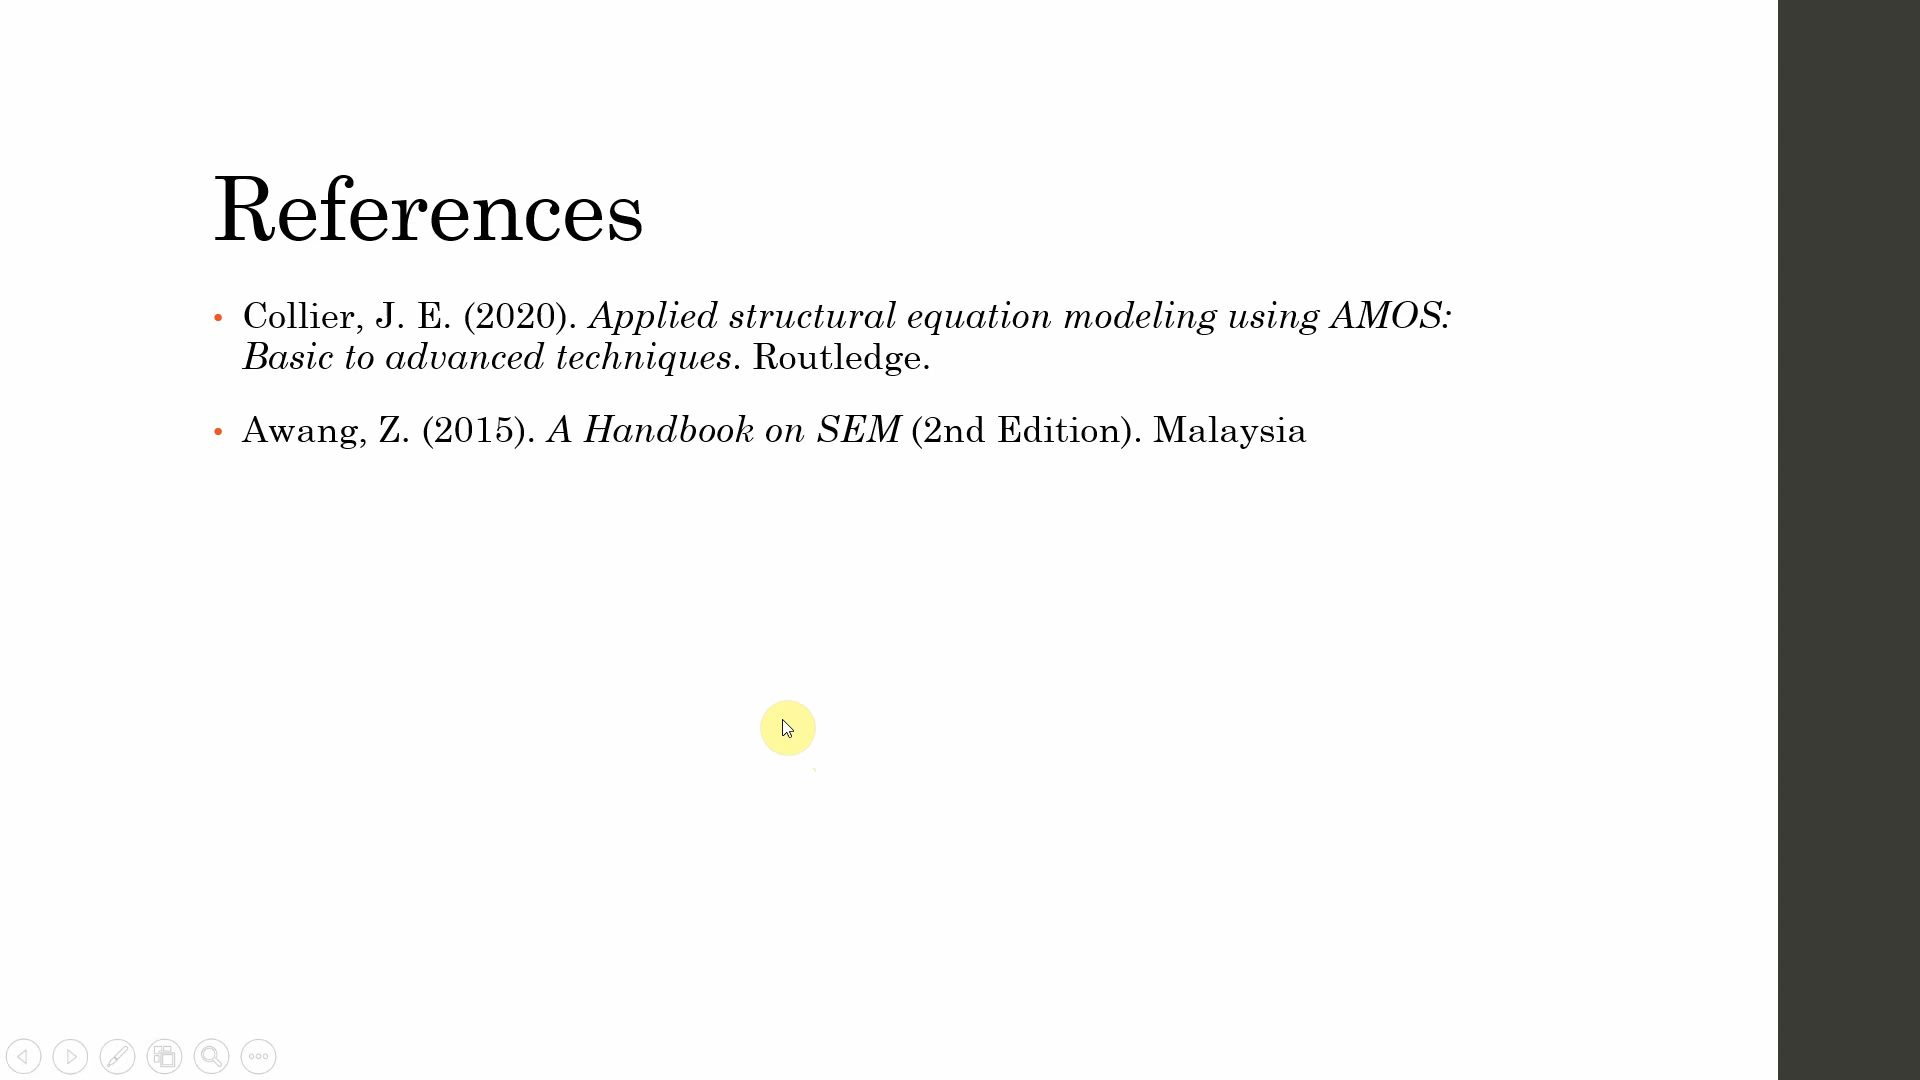 References
• Collier, J. E. (2020). Applied structural equation modeling using AMOS:
Basic to advanced techniques. Routledge.
• Awang, Z. (2015). A Handbook on SEM (2nd Edition). Malaysia